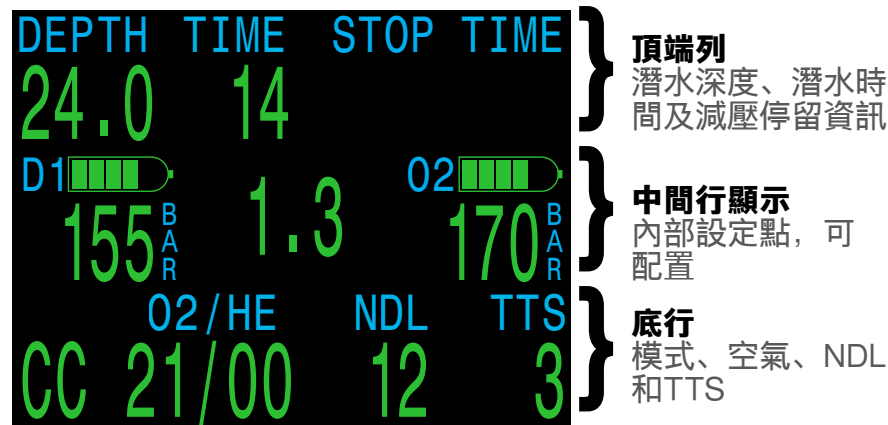 DEPTH TIME STOP TIME
24.0 14
D1 O2
155 BAR 1.3 170 BAR
O2/HE NDL TTS
CC 21/00 12 3
頂端列
潛水深度、潛水時
間及減壓停留資訊
中間行顯示
內部設定點，可
配置
底行
模式、空氣、NDL
和TTS